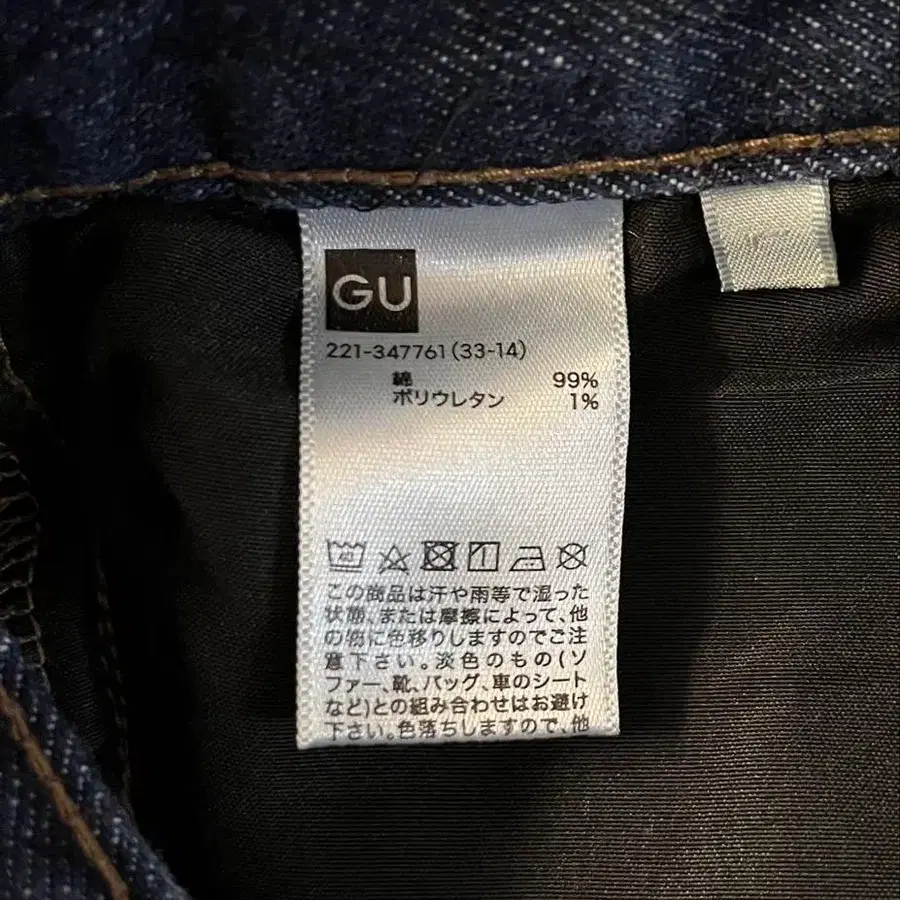 GU
221-347761(33-14)
綿 99%
ポリウレタン 1%
40
この商品は汗や雨等で湿った
状態、または摩擦によって、他
の物に色移りしますのでご注
意下さい。淡色のもの(ソ
ファー、靴、バッグ、車のシート
など)との組み合わせはお避け
下さい。色落ちしますので、他